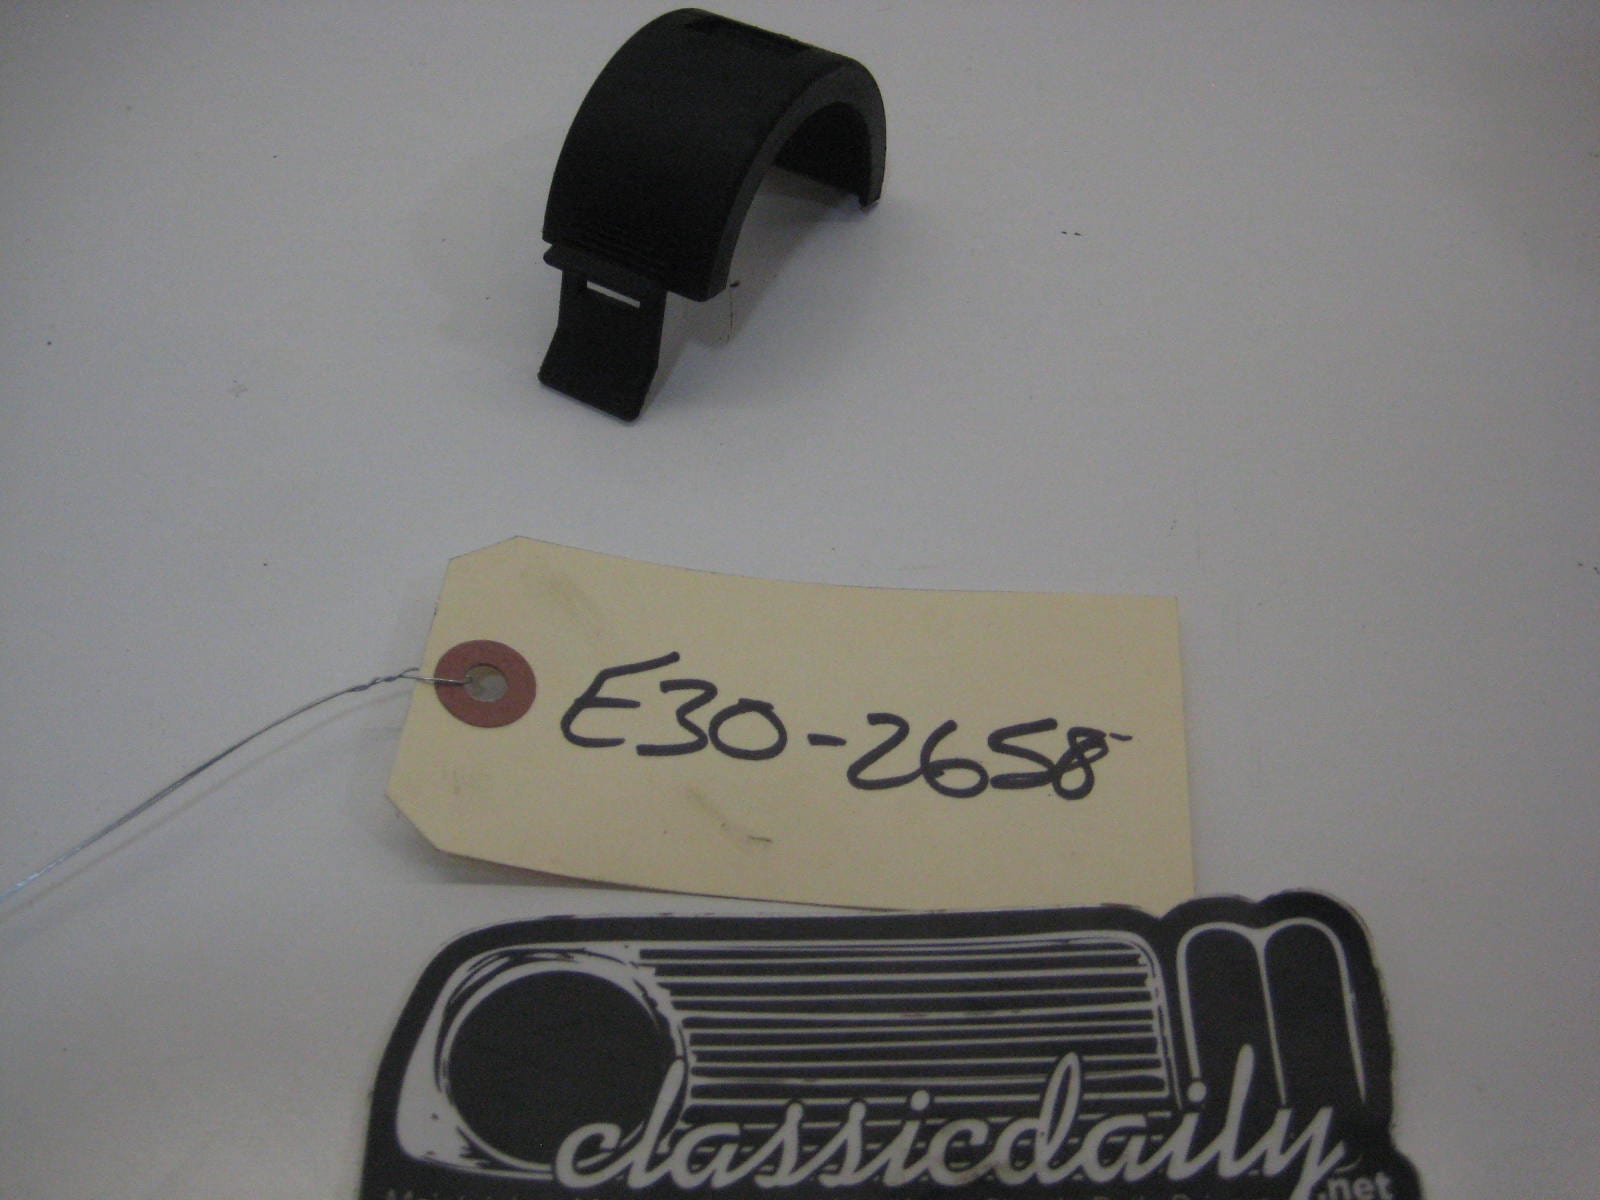 E30-2658
classicdaily
.net